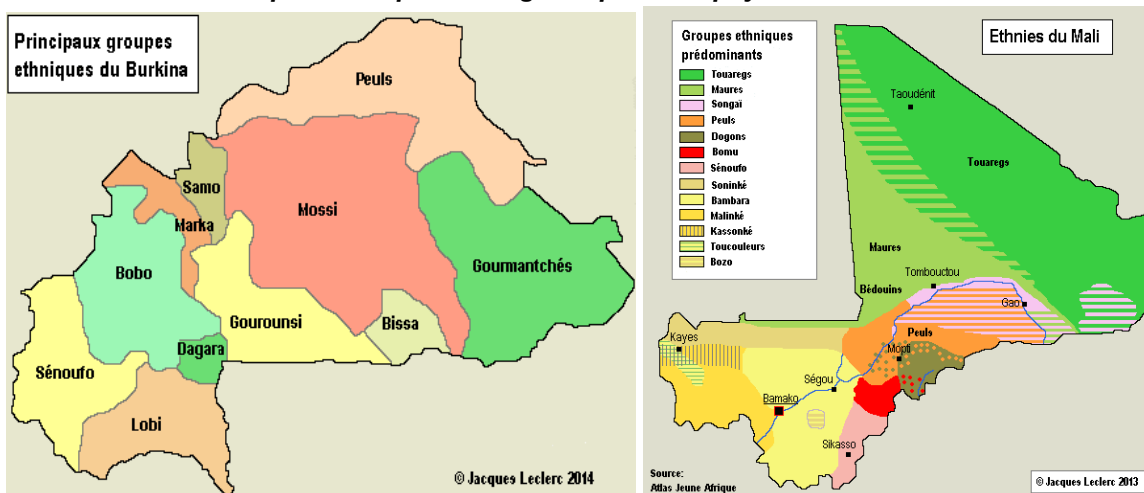 Principaux groupes
ethniques du Burkina
Peuls
Samo
Marka
Mossi
Bobo
Gourmantchés
Gourounsi
Bissa
Dagara
Sénoufo
Lobi
© Jacques Leclerc 2014
Groupes ethniques
prédominants
Touaregs
Maures
Songaï
Peuls
Dogons
Bomu
Sénoufo
Soninké
Bambara
Malinké
Kassonké
Toucouleurs
Bozo
Ethnies du Mali
Taoudénit
Touaregs
Maures
Tombouctou
Bédouins
Gao
Peuls
Kayes
Mopti
Ségou
Bamako
Sikasso
Source:
Atlas Jeune Afrique
© Jacques Leclerc 2013